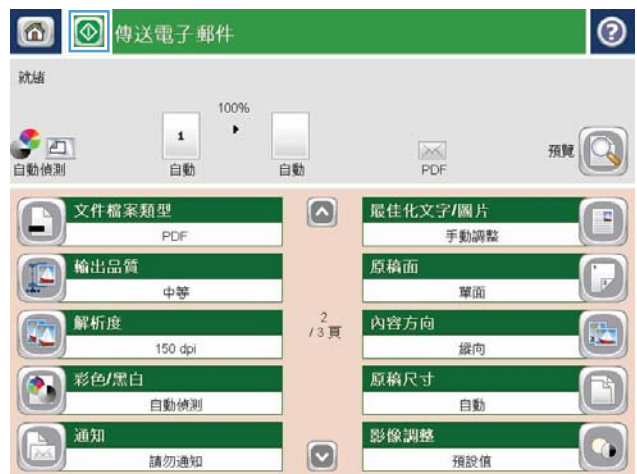 傳送電子郵件
就緒
100%
1
自動偵測
自動
自動
PDF
預覽
文件檔案類型
PDF
輸出品質
中等
解析度
150 dpi
彩色/黑白
自動偵測
通知
請勿通知
2
/3 頁
最佳化文字/圖片
手動調整
原稿面
單面
內容方向
縱向
原稿尺寸
自動
影像調整
預設值